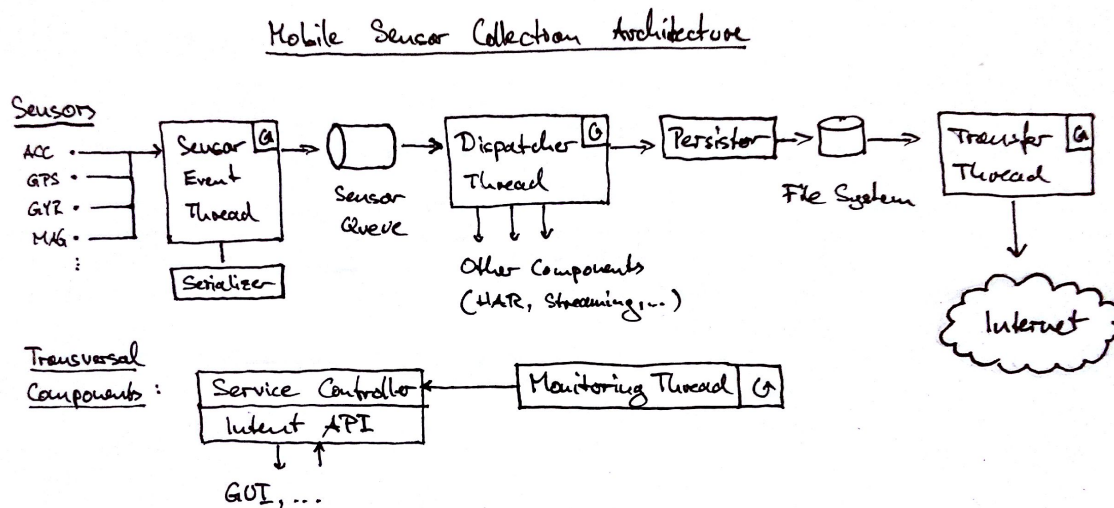 Mobile Sensor Collection Architecture
Sensors
ACC
GPS
GYR
MAG
⋮
Sensor
Event
Thread
Serializer
Sensor
Queue
Dispatcher
Thread
Other Components
(HAR, Streaming,...)
Persistor
File System
Transfer
Thread
Internet
Transversal
Components:
Service Controller
Intent API
GUI, ...
Monitoring Thread